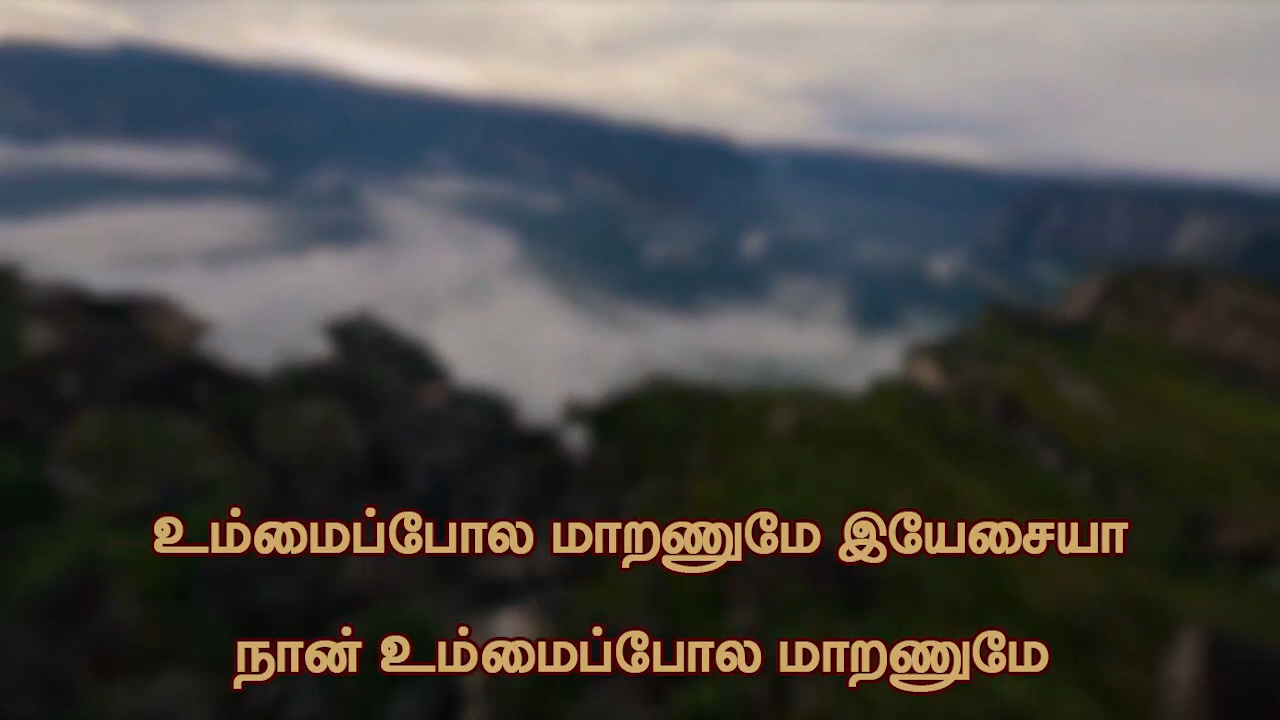 உம்மைப்போல மாறணுமே இயேசையா
நான் உம்மைப்போல மாறணுமே